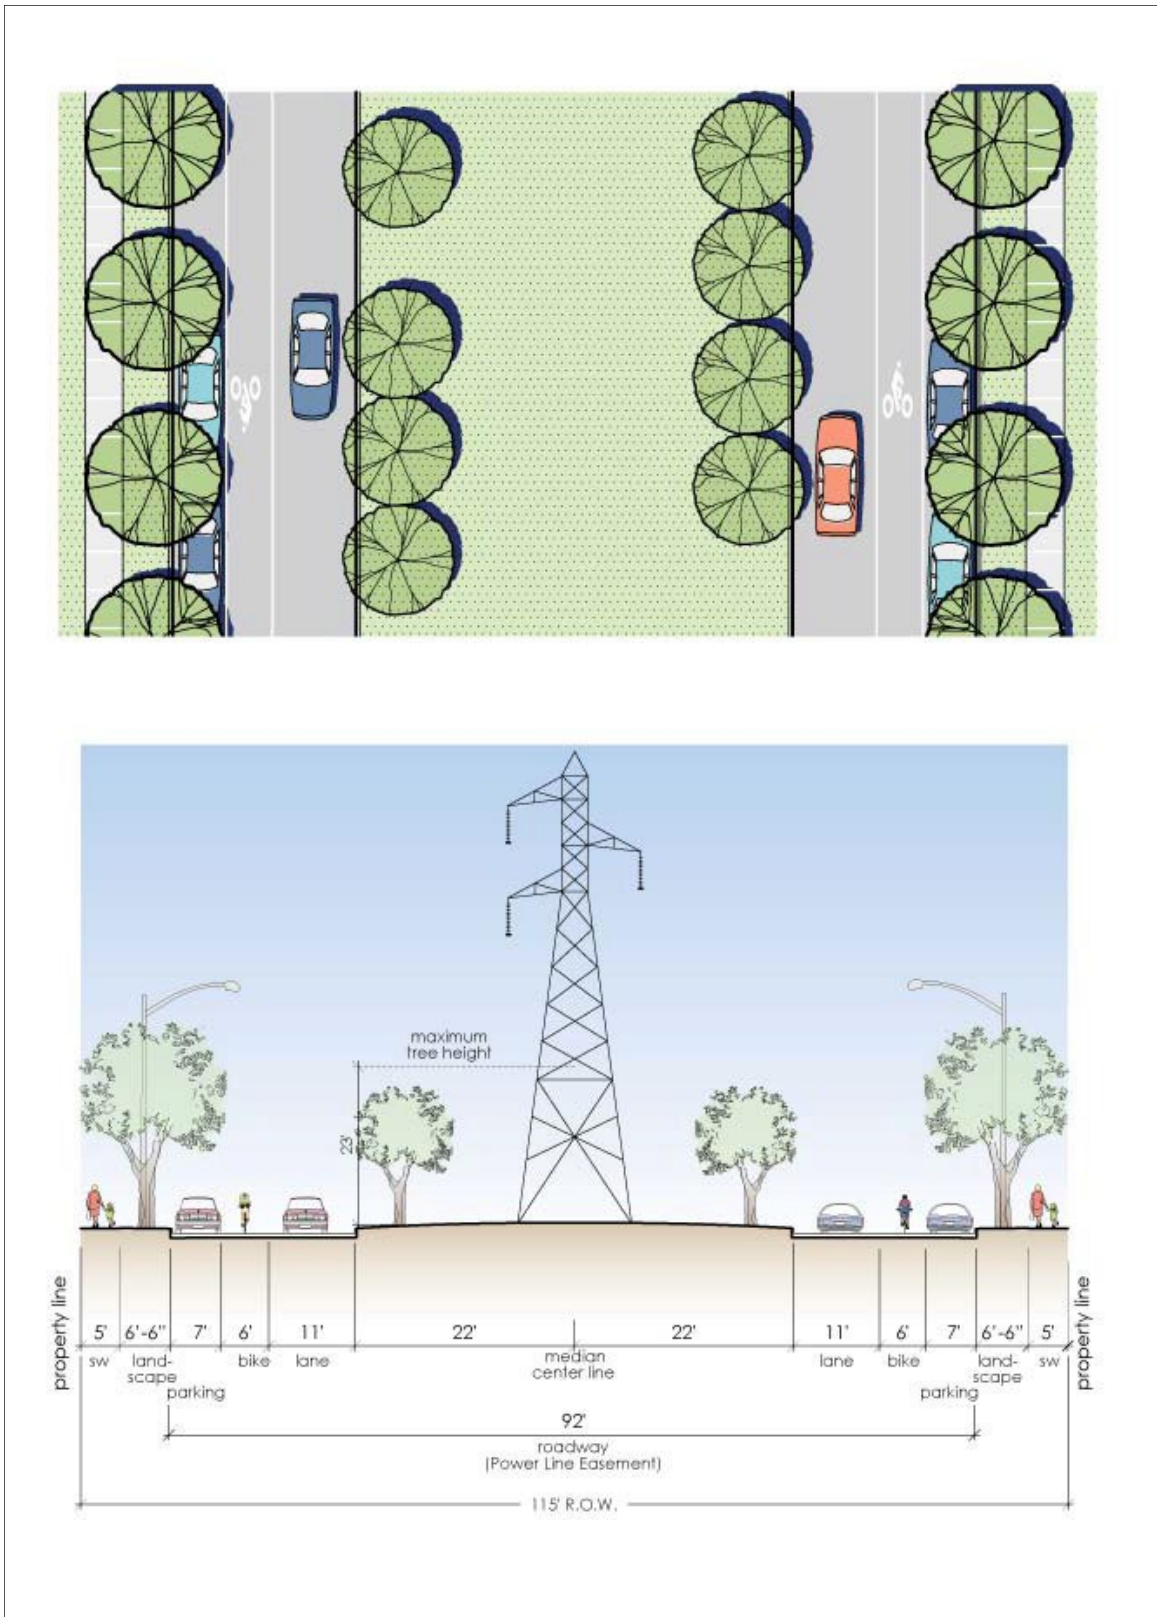 maximum
tree height
23'
property line
5' 6'-6" 7' 6' 11' 22' 22' 11' 6' 7' 6'-6" 5'
property line
sw land-scape parking bike lane median center line lane bike parking land-scape sw
92'
roadway
(Power Line Easement)
115' R.O.W.